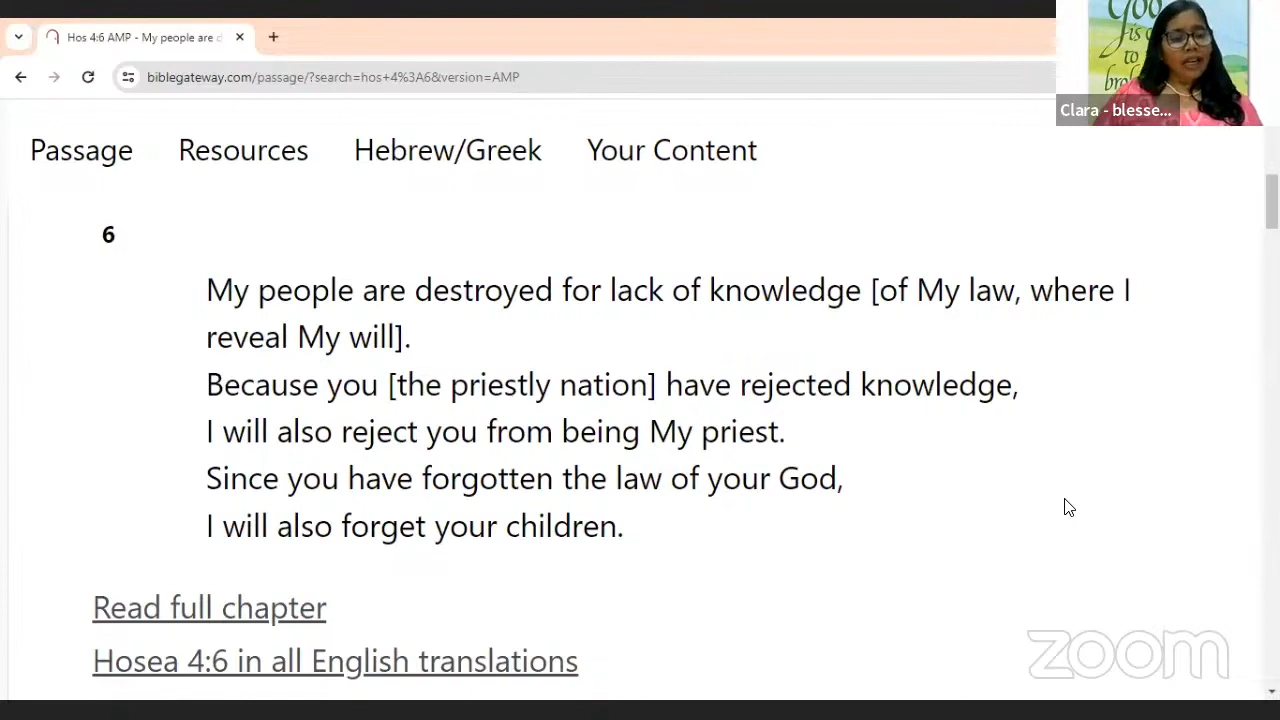 Hos 4:6 AMP - My people are d
biblegateway.com/passage/?search=hos+4%3A6&version=AMP
God
is c
to t
bro
Clara - blesse...
Passage Resources Hebrew/Greek Your Content
6
My people are destroyed for lack of knowledge [of My law, where I
reveal My will].
Because you [the priestly nation] have rejected knowledge,
I will also reject you from being My priest.
Since you have forgotten the law of your God,
I will also forget your children.
Read full chapter
Hosea 4:6 in all English translations
zoom